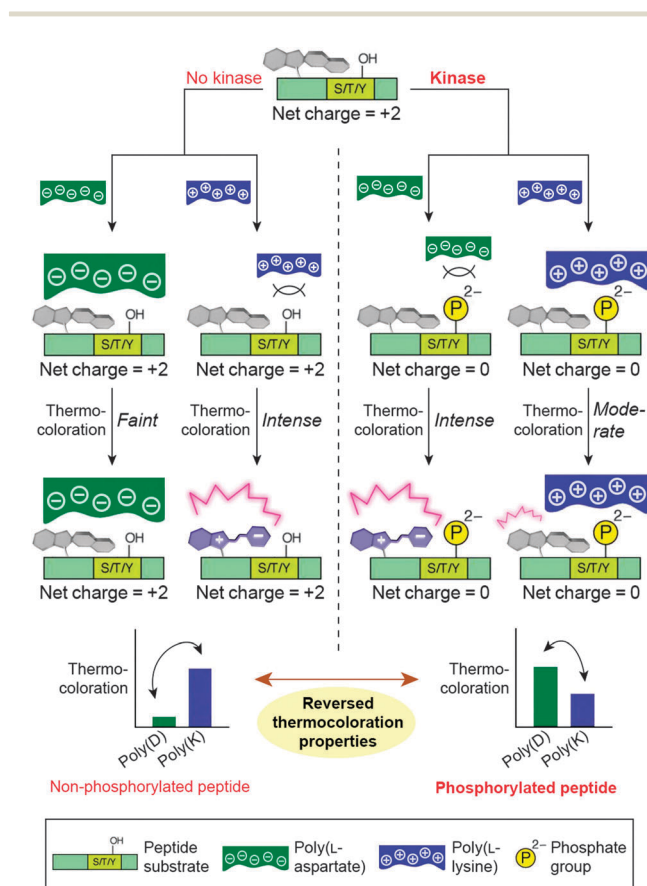 OH
No kinase
S/T/Y
Kinase
Net charge = +2
OH
OH
P 2–
P 2–
S/T/Y
S/T/Y
S/T/Y
S/T/Y
Net charge = +2
Net charge = +2
Net charge = 0
Net charge = 0
Thermo-
coloration
Faint
Thermo-
coloration
Intense
Thermo-
coloration
Intense
Thermo-
coloration
Mode-
rate
OH
OH
P 2–
P 2–
S/T/Y
S/T/Y
S/T/Y
S/T/Y
Net charge = +2
Net charge = +2
Net charge = 0
Net charge = 0
Thermo-
coloration
Poly(D)
Poly(K)
Reversed
thermocoloration
properties
Thermo-
coloration
Poly(D)
Poly(K)
Non-phosphorylated peptide
Phosphorylated peptide
OH
S/T/Y
Peptide
substrate
Poly(L-
aspartate)
Poly(L-
lysine)
P 2–
Phosphate
group